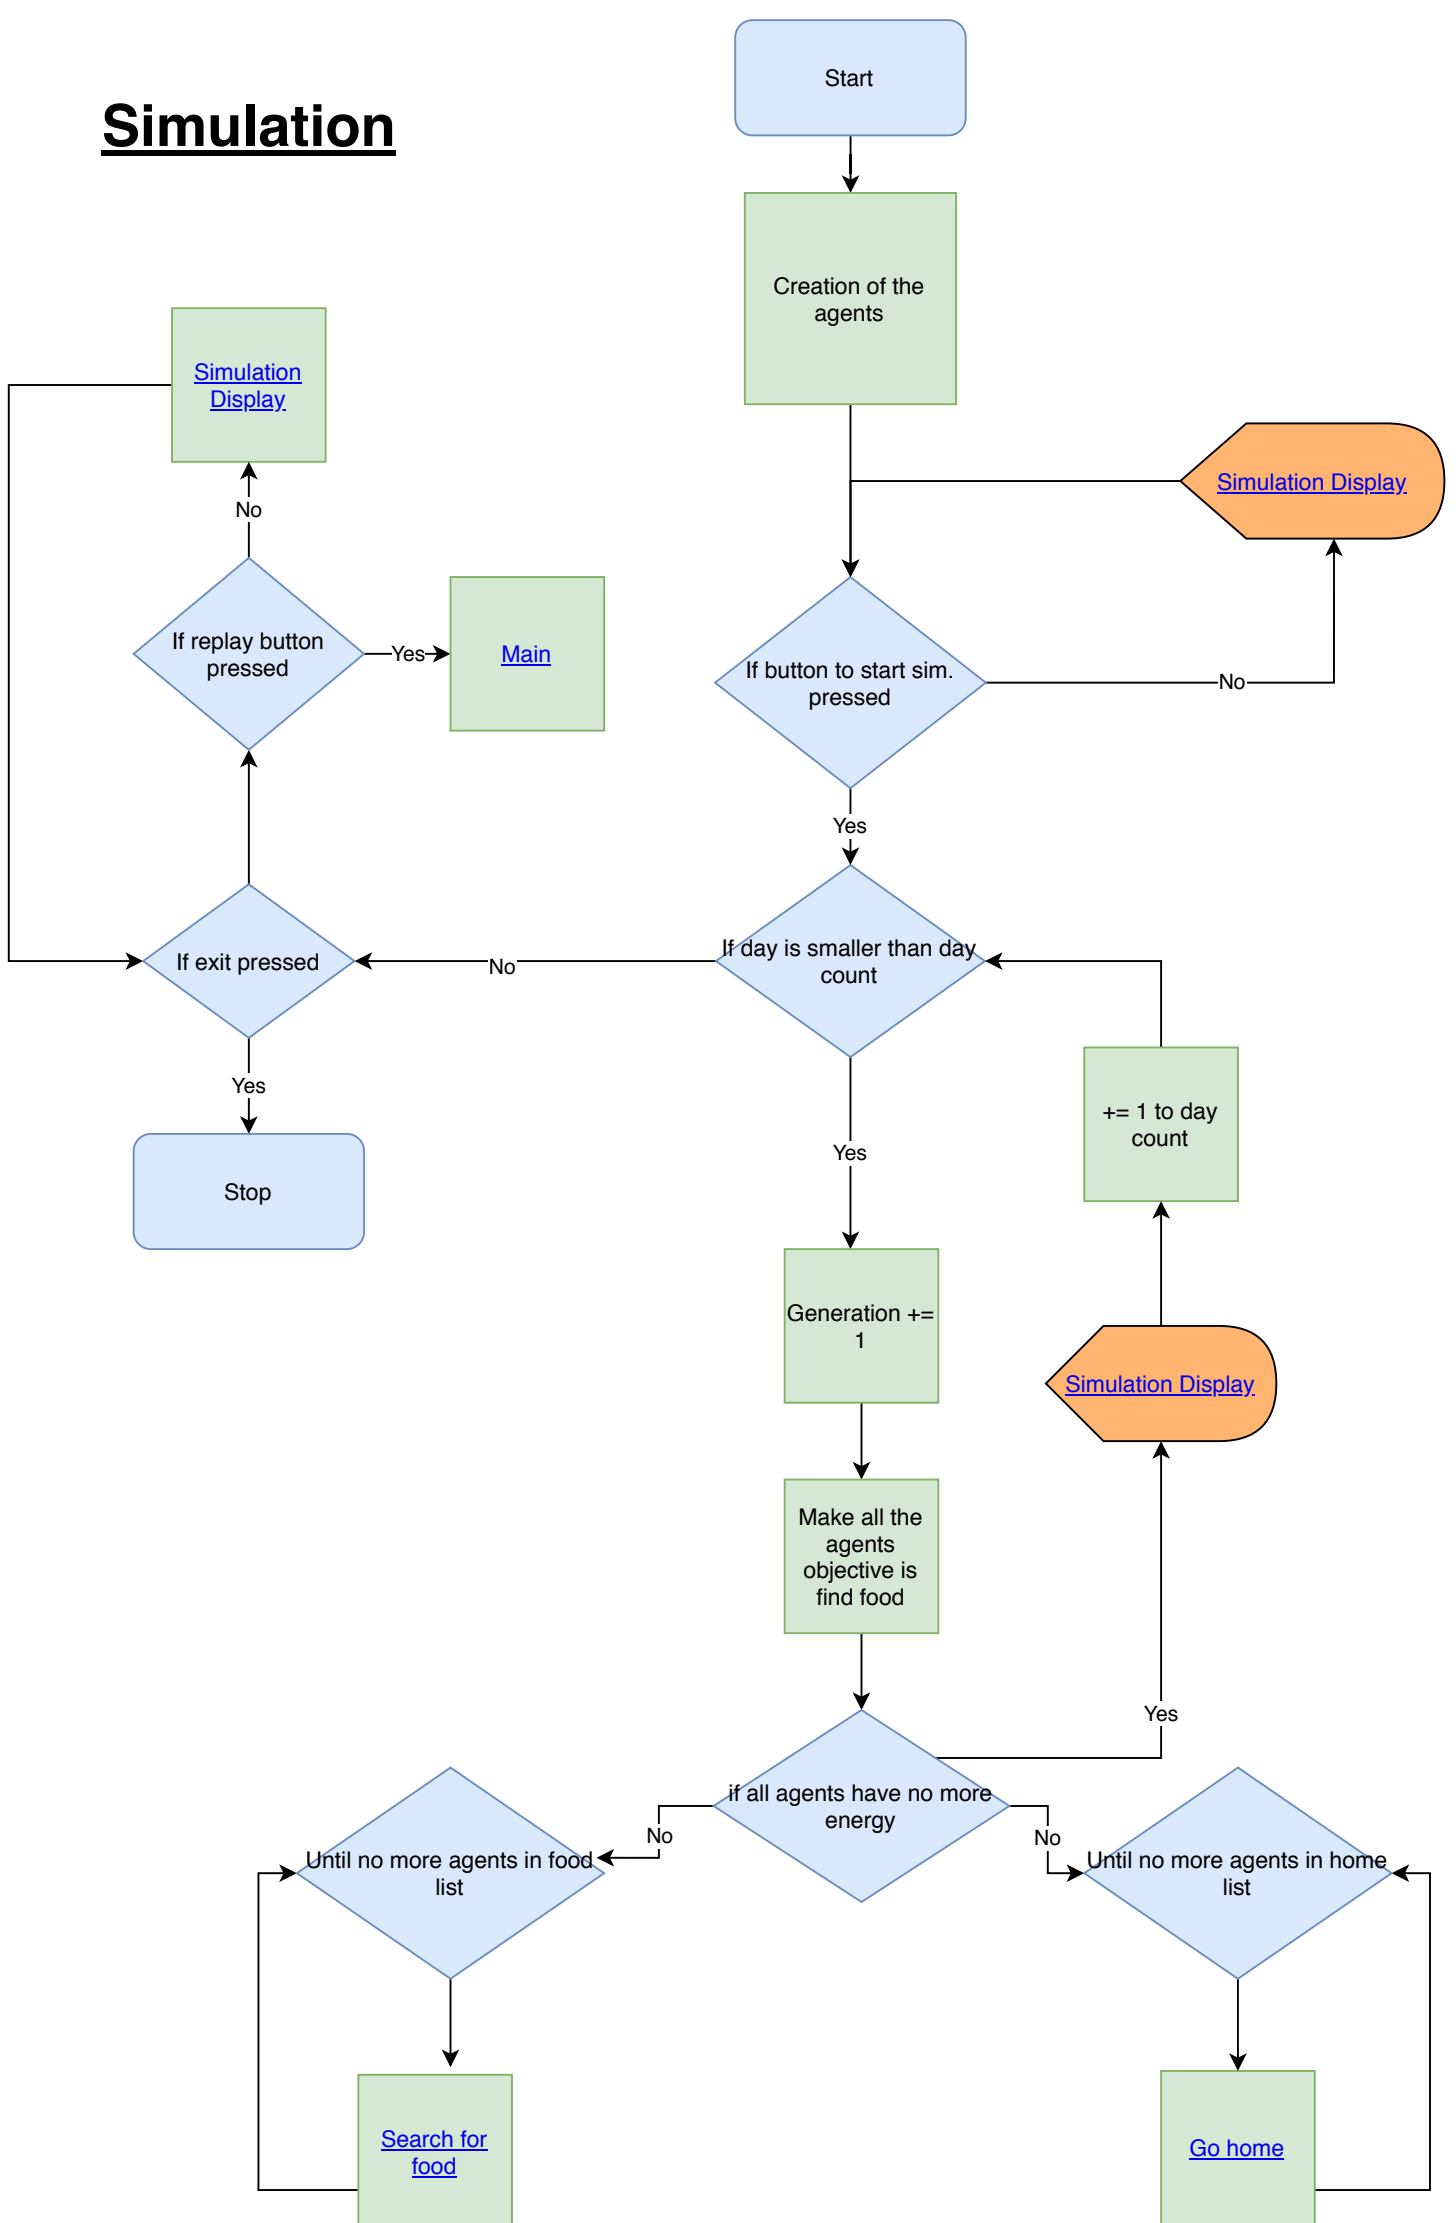 Start
Simulation
Creation of the
agents
Simulation
Display
Simulation Display
No
If replay button
pressed
Yes
Main
If button to start sim.
pressed
No
Yes
If day is smaller than day
count
If exit pressed
No
Yes
+= 1 to day
count
Yes
Stop
Generation +=
1
Simulation Display
Make all the
agents
objective is
find food
Yes
if all agents have no more
energy
No
No
Until no more agents in food
list
Until no more agents in home
list
Search for
food
Go home